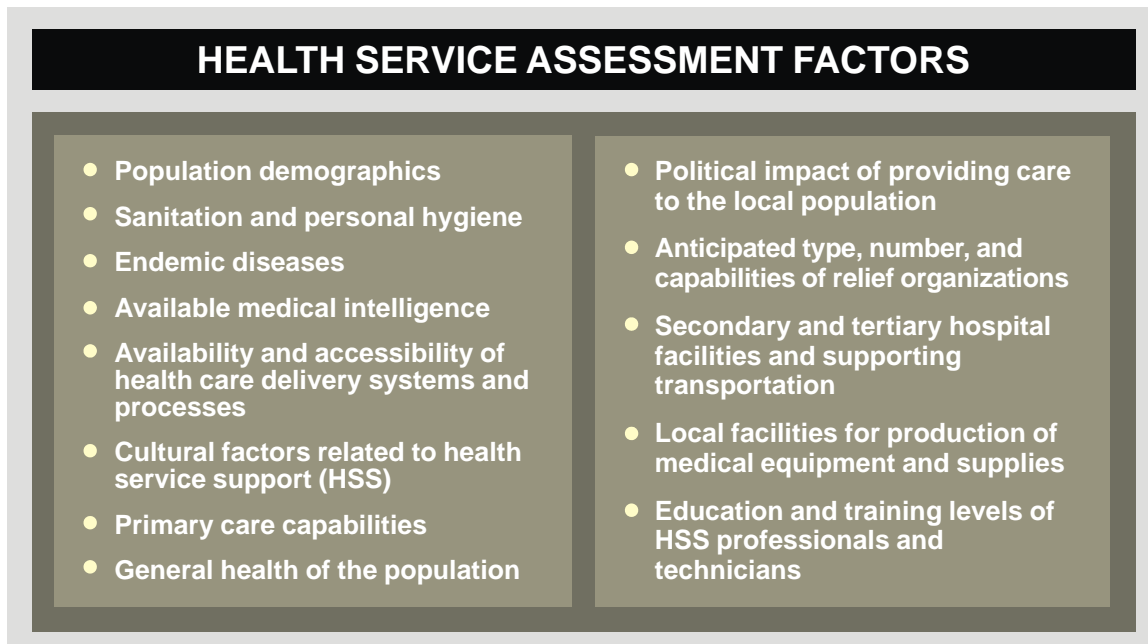 HEALTH SERVICE ASSESSMENT FACTORS
Population demographics
Sanitation and personal hygiene
Endemic diseases
Available medical intelligence
Availability and accessibility of
health care delivery systems and
processes
Cultural factors related to health
service support (HSS)
Primary care capabilities
General health of the population
Political impact of providing care
to the local population
Anticipated type, number, and
capabilities of relief organizations
Secondary and tertiary hospital
facilities and supporting
transportation
Local facilities for production of
medical equipment and supplies
Education and training levels of
HSS professionals and
technicians